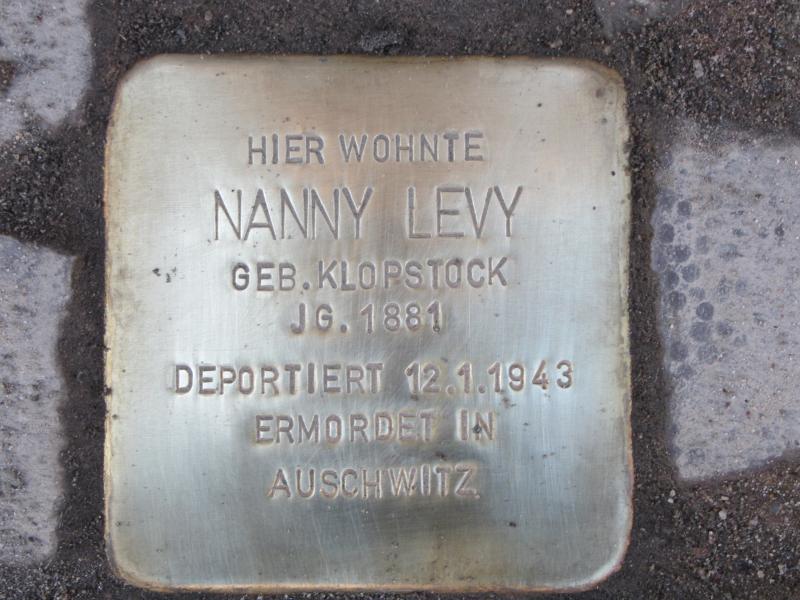 HIER WOHNTE
NANNY LEVY
GEB. KLOPSTOCK
JG. 1881
DEPORTIERT 12.1.1943
ERMORDET IN
AUSCHWITZ